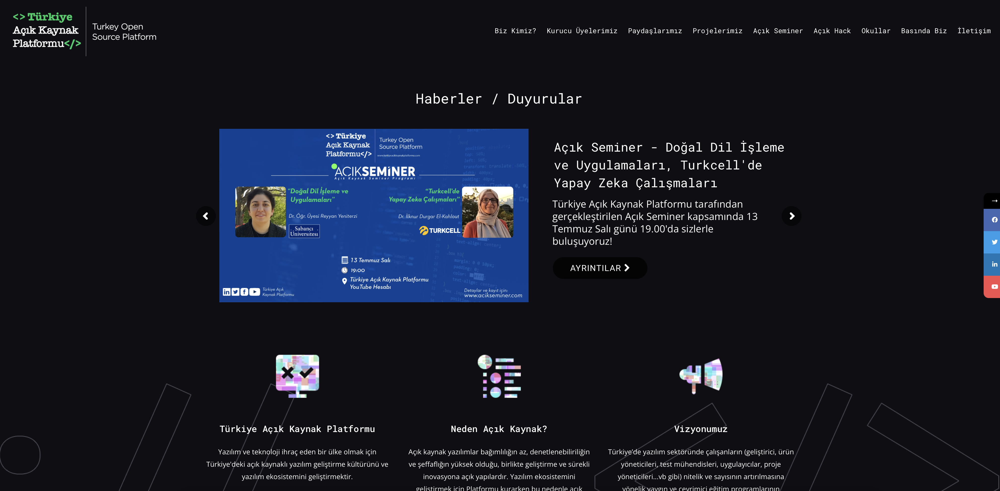 <> Türkiye
Açık Kaynak
Platformu</>
Turkey Open
Source Platform
Biz Kimiz? Kurucu Üyelerimiz Paydaşlarımız Projelerimiz Açık Seminer Açık Hack Okullar Basında Biz İletişim
Haberler / Duyurular
<> Türkiye
Açık Kaynak
Platformu</>
Turkey Open
Source Platform
www.turkiyeacikkaynakplatformu.com
AÇIKSEMİNER
Açık Kaynak Seminer Programı
“Doğal Dil İşleme ve
Uygulamaları”
Dr. Öğr. Üyesi Reyyan Yeniterzi
Sabancı
Üniversitesi
“Turkcell’de
Yapay Zeka Çalışmaları”
Dr. İlknur Durgar El-Kahlout
TURKCELL
13 Temmuz Salı
19:00
Türkiye Açık Kaynak Platformu
YouTube Hesabı
Türkiye Açık
Kaynak Platformu
Detaylar ve kayıt için:
www.acikseminer.com
Açık Seminer - Doğal Dil İşleme
ve Uygulamaları, Turkcell'de
Yapay Zeka Çalışmaları
Türkiye Açık Kaynak Platformu tarafından
gerçekleştirilen Açık Seminer kapsamında 13
Temmuz Salı günü 19.00'da sizlerle
buluşuyoruz!
AYRINTILAR
Türkiye Açık Kaynak Platformu
Yazılım ve teknoloji ihraç eden bir ülke olmak için
Türkiye'deki açık kaynaklı yazılım geliştirme kültürünü ve
yazılım ekosistemini geliştirmektir.
Neden Açık Kaynak?
Açık kaynak yazılımlar bağımlılığın az, denetlenebiliriliğin
ve şeffaflığın yüksek olduğu, birlikte geliştirme ve sürekli
inovasyona açık yapılardır. Yazılım ekosistemini
geliştirmek için Platformu kurarken bu nedenle açık
Vizyonumuz
Türkiye’de yazılım sektöründe çalışanların (geliştirici, ürün
yöneticileri, test mühendisleri, uygulayıcılar, proje
yöneticileri...vb gibi) nitelik ve sayısının artırılmasına
yönelik yaygın ve çevrimiçi eğitim programlarının